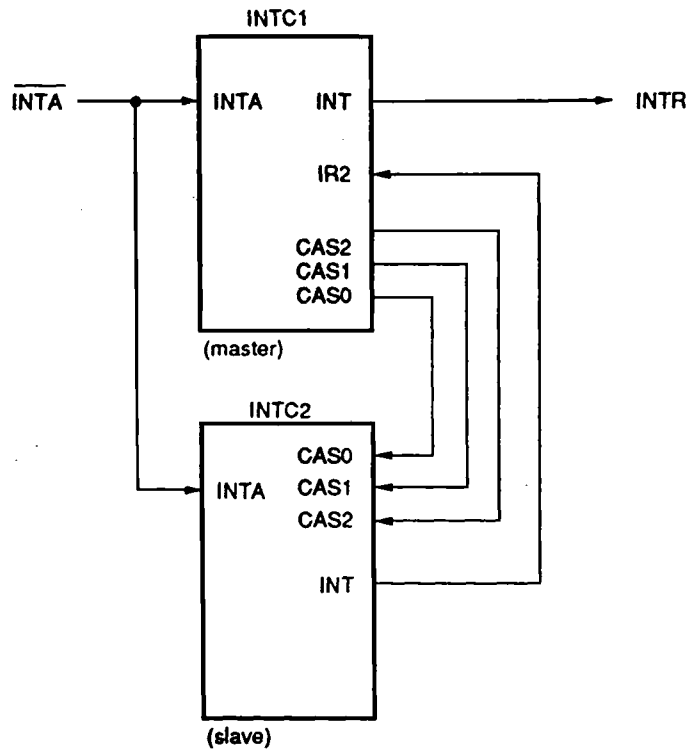 INTC1
INTA
INTA
INT
INTR
IR2
CAS2
CAS1
CAS0
(master)
INTC2
CAS0
INTA
CAS1
CAS2
INT
(slave)